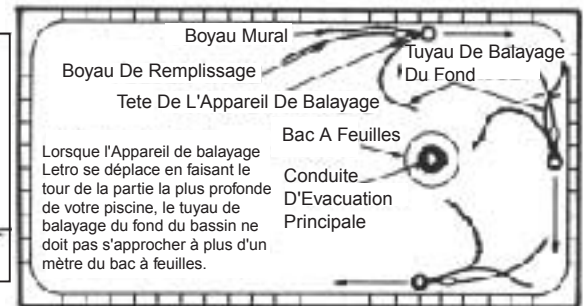 Boyau Mural
Boyau De Remplissage
Tete De L'Appareil De Balayage
Tuyau De Balayage
Du Fond
Bac A Feuilles
Conduite
D'Evacuation
Principale
Lorsque l'Appareil de balayage
Letro se déplace en faisant le
tour de la partie la plus profonde
de votre piscine, le tuyau de
balayage du fond du bassin ne
doit pas s'approcher à plus d'un
mètre du bac à feuilles.